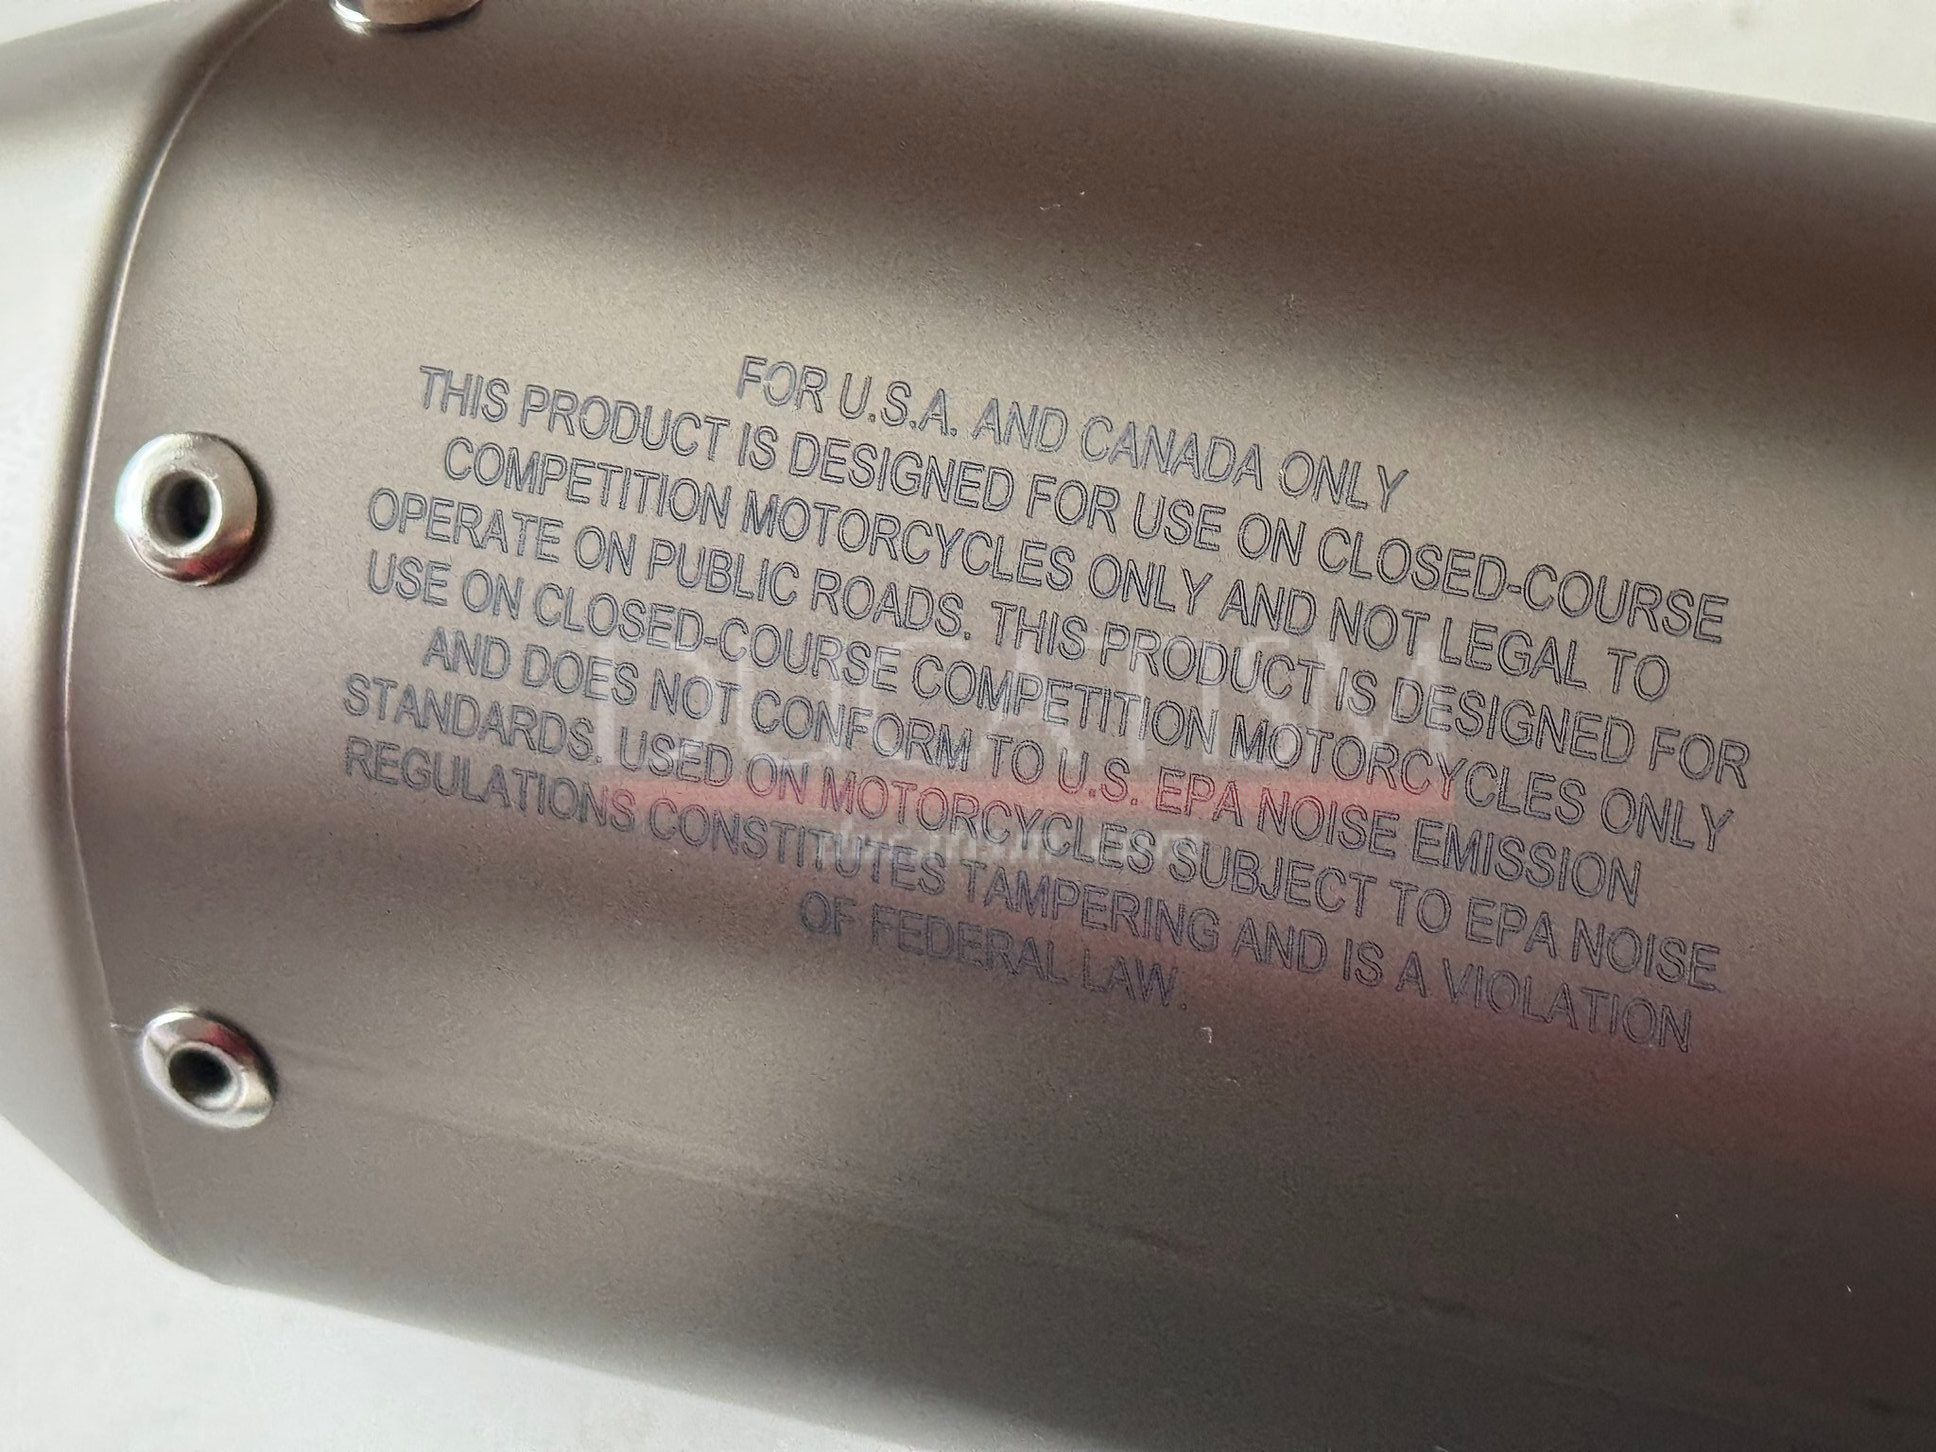 FOR U.S.A. AND CANADA ONLY
THIS PRODUCT IS DESIGNED FOR USE ON CLOSED-COURSE
COMPETITION MOTORCYCLES ONLY AND NOT LEGAL TO
OPERATE ON PUBLIC ROADS. THIS PRODUCT IS DESIGNED FOR
USE ON CLOSED-COURSE COMPETITION MOTORCYCLES ONLY
AND DOES NOT CONFORM TO U.S. EPA NOISE EMISSION
STANDARDS. USED ON MOTORCYCLES SUBJECT TO EPA NOISE
REGULATIONS CONSTITUTES TAMPERING AND IS A VIOLATION
OF FEDERAL LAW.